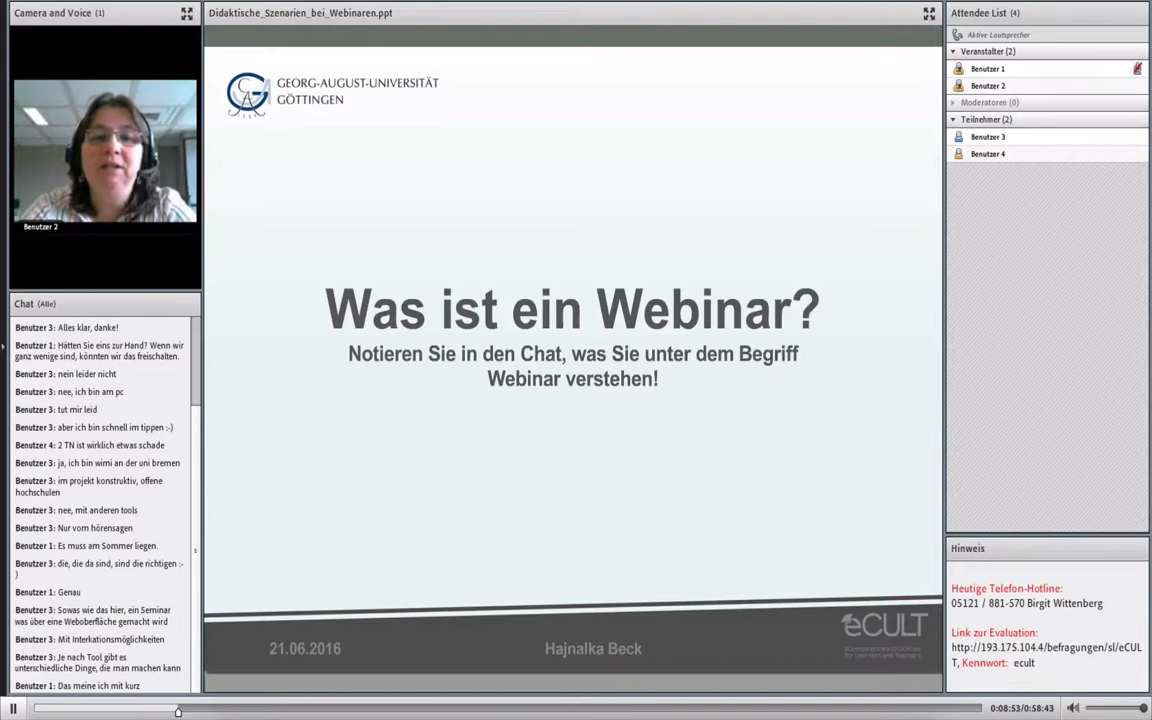 Camera and Voice (1)
Benutzer 2
Chat (Alle)
Benutzer 3: Alles klar, danke!
Benutzer 1: Hätten Sie eins zur Hand? Wenn wir
ganz wenige sind, könnten wir das freischalten.
Benutzer 3: nein leider nicht
Benutzer 3: nee, ich bin am pc
Benutzer 3: tut mir leid
Benutzer 3: aber ich bin schnell im tippen :-)
Benutzer 4: 2 TN ist wirklich etwas schade
Benutzer 3: ja, ich bin wimi an der uni bremen
Benutzer 3: im projekt konstruktiv, offene
hochschulen
Benutzer 3: nee, mit anderen tools
Benutzer 3: Nur vom hörensagen
Benutzer 1: Es muss am Sommer liegen.
Benutzer 3: die, die da sind, sind die richtigen :-
)
Benutzer 1: Genau
Benutzer 3: Sowas wie das hier, ein Seminar
was über eine Weboberfläche gemacht wird
Benutzer 3: Mit Interkationsmöglichkeiten
Benutzer 3: Je nach Tool gibt es
unterschiedliche Dinge, die man machen kann
Benutzer 1: Das meine ich mit kurz
Didaktische_Szenarien_bei_Webinaren.ppt
GEORG-AUGUST-UNIVERSITÄT
GÖTTINGEN
Was ist ein Webinar?
Notieren Sie in den Chat, was Sie unter dem Begriff
Webinar verstehen!
21.06.2016
Hajnalka Beck
eCULT
eCompetence and Utilities
for Learners and Teachers
Attendee List (4)
Aktive Lautsprecher
Veranstalter (2)
Benutzer 1
Benutzer 2
Moderatoren (0)
Teilnehmer (2)
Benutzer 3
Benutzer 4
Hinweis
Heutige Telefon-Hotline:
05121 / 881-570 Birgit Wittenberg
Link zur Evaluation:
http://193.175.104.4/befragungen/sl/eCUL
T, Kennwort: ecult
0:08:53/0:58:43